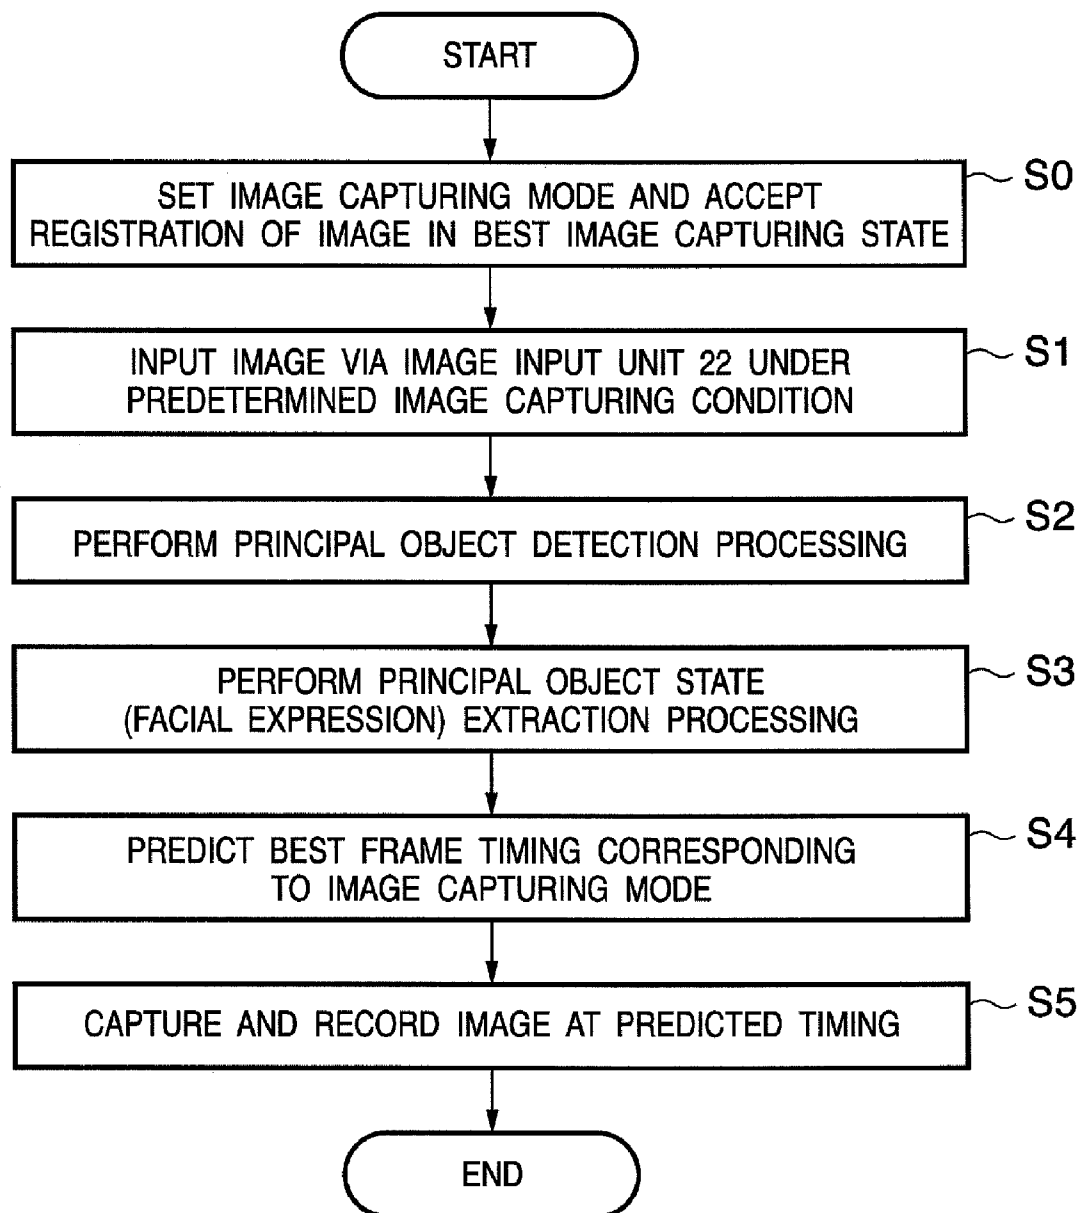 START
SET IMAGE CAPTURING MODE AND ACCEPT
REGISTRATION OF IMAGE IN BEST IMAGE CAPTURING STATE
S0
INPUT IMAGE VIA IMAGE INPUT UNIT 22 UNDER
PREDETERMINED IMAGE CAPTURING CONDITION
S1
PERFORM PRINCIPAL OBJECT DETECTION PROCESSING
S2
PERFORM PRINCIPAL OBJECT STATE
(FACIAL EXPRESSION) EXTRACTION PROCESSING
S3
PREDICT BEST FRAME TIMING CORRESPONDING
TO IMAGE CAPTURING MODE
S4
CAPTURE AND RECORD IMAGE AT PREDICTED TIMING
S5
END